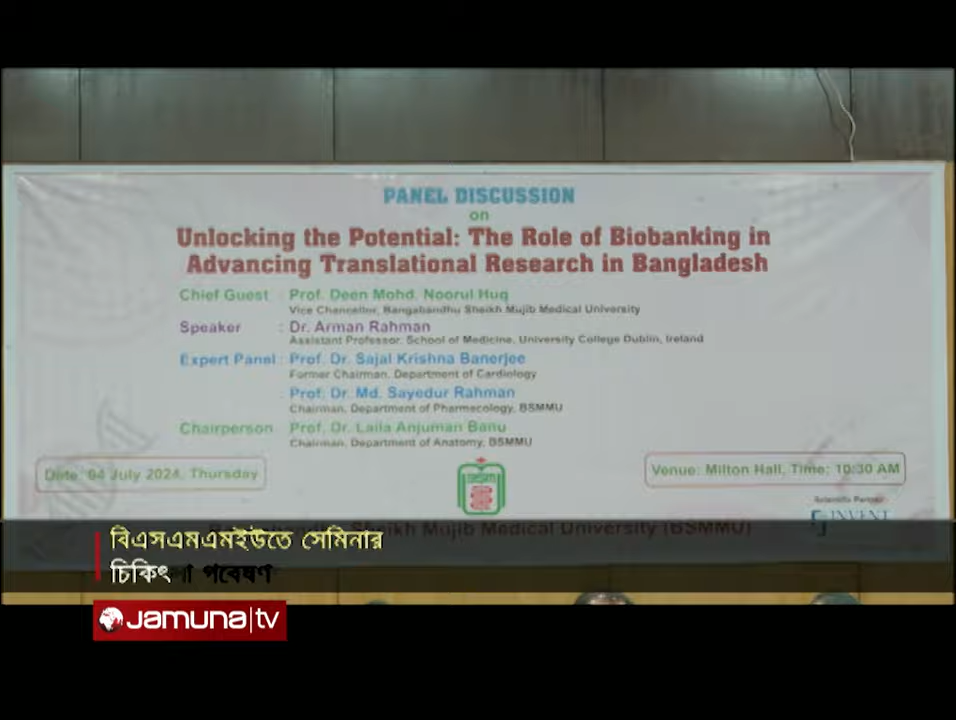 PANEL DISCUSSION
on
Unlocking the Potential: The Role of Biobanking in
Advancing Translational Research in Bangladesh
Chief Guest : Prof. Deen Mohd. Noorul Huq
Vice Chancellor, Bangabandhu Sheikh Mujib Medical University
Speaker : Dr. Arman Rahman
Assistant Professor, School of Medicine, University College Dublin, Ireland
Expert Panel : Prof. Dr. Sajal Krishna Banerjee
Former Chairman, Department of Cardiology
: Prof. Dr. Md. Sayedur Rahman
Chairman, Department of Pharmacology, BSMMU
Chairperson : Prof. Dr. Laila Anjuman Banu
Chairman, Department of Anatomy, BSMMU
Date: 04 July 2024, Thursday
Venue: Milton Hall, Time: 10:30 AM
Scientific Partner
INVENT
Sheikh Mujib Medical University (BSMMU)
বিএসএমএমইউতে সেমিনার
Jamuna|tv